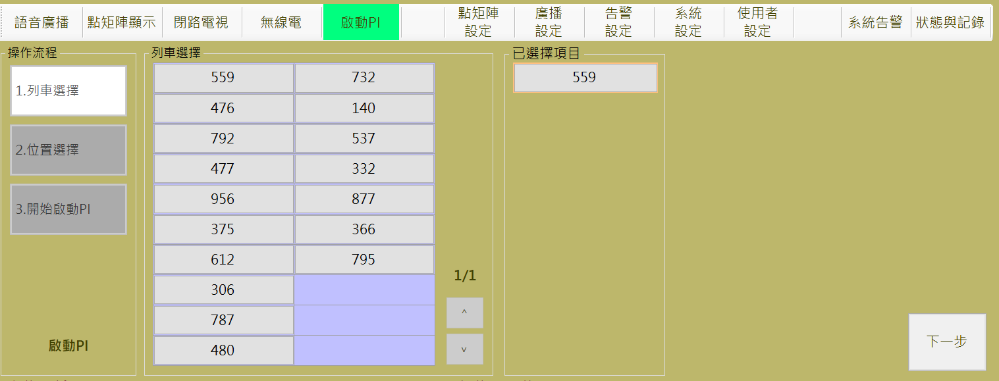 語音廣播
點矩陣顯示
閉路電視
無線電
啟動PI
點矩陣
設定
廣播
設定
告警
設定
系統
設定
使用者
設定
系統告警
狀態與記錄
操作流程
1.列車選擇
2.位置選擇
3.開始啟動PI
啟動PI
列車選擇
559 732
476 140
792 537
477 332
956 877
375 366
612 795
306
787
480
1/1
^
v
已選擇項目
559
下一步